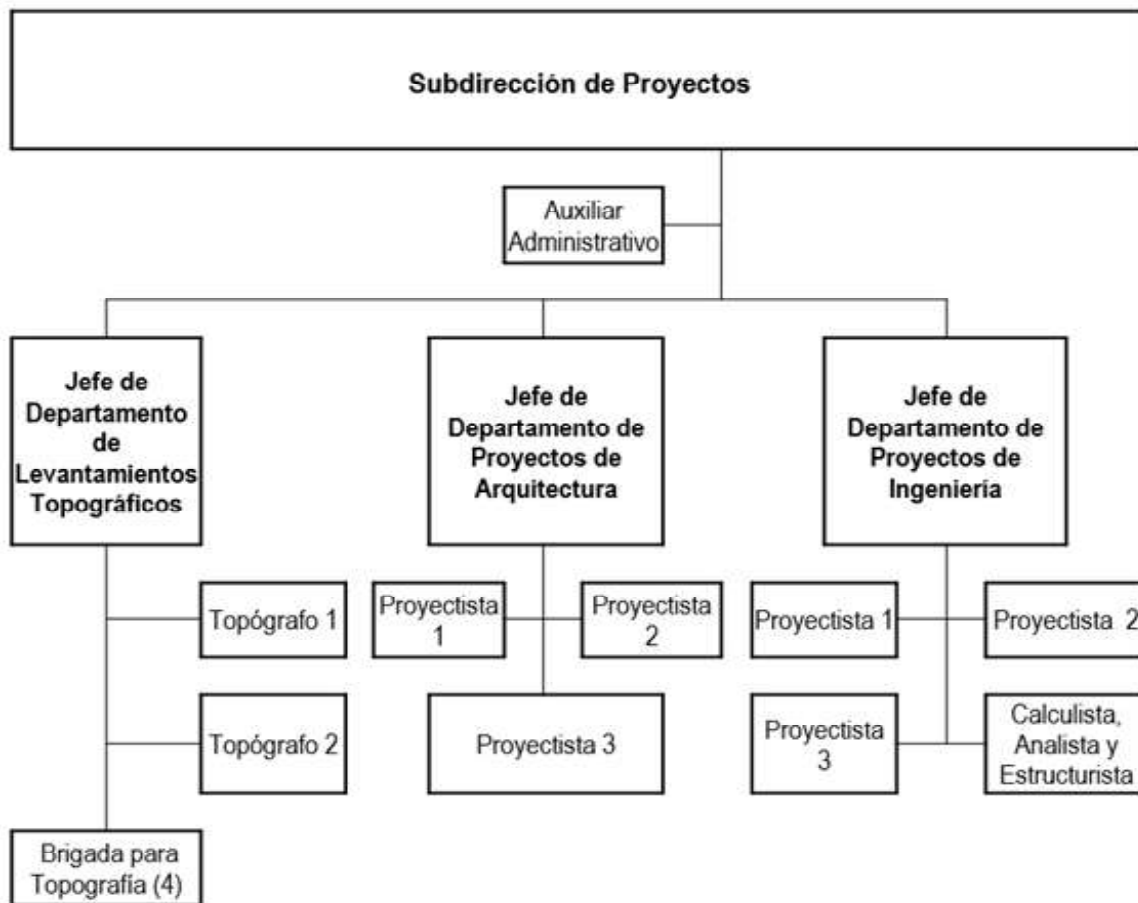 Subdirección de Proyectos
Auxiliar
Administrativo
Jefe de
Departamento
de
Levantamientos
Topográficos
Jefe de
Departamento de
Proyectos de
Arquitectura
Jefe de
Departamento de
Proyectos de
Ingeniería
Topógrafo 1
Proyectista
1
Proyectista
2
Proyectista 1
Proyectista 2
Topógrafo 2
Proyectista 3
Proyectista
3
Calculista,
Analista y
Estructurista
Brigada para
Topografía (4)